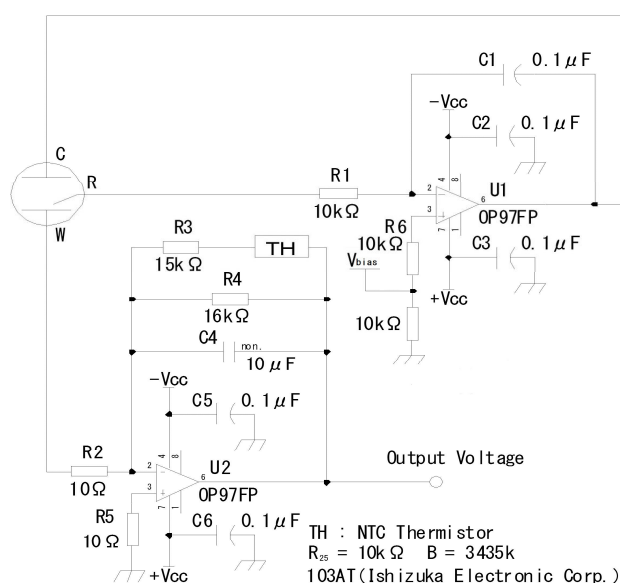 C1 0.1μF
-Vcc
C2 0.1μF
C
R
W
R1
10kΩ
2
4
8
6
3
7
1
U1
OP97FP
R6
10kΩ
Vbias
C3 0.1μF
+Vcc
10kΩ
R3
15kΩ
TH
R4
16kΩ
C4
non.
10μF
-Vcc
C5 0.1μF
R2
10Ω
2
4
8
6
3
7
1
U2
OP97FP
R5
10Ω
C6 0.1μF
+Vcc
Output Voltage
TH : NTC Thermistor
R25 = 10kΩ B = 3435k
103AT(Ishizuka Electronic Corp.)